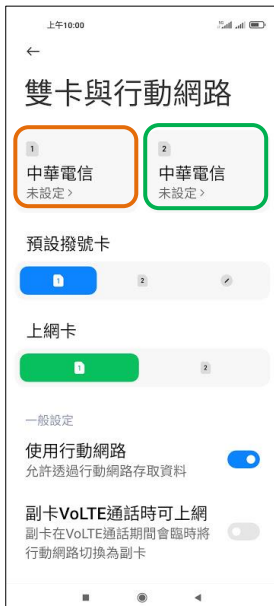 上午10:00
雙卡與行動網路
1
中華電信
未設定 >
2
中華電信
未設定 >
預設撥號卡
1
2
上網卡
1
2
一般設定
使用行動網路
允許透過行動網路存取資料
副卡VoLTE通話時可上網
副卡在VoLTE通話期間會臨時將
行動網路切換為副卡